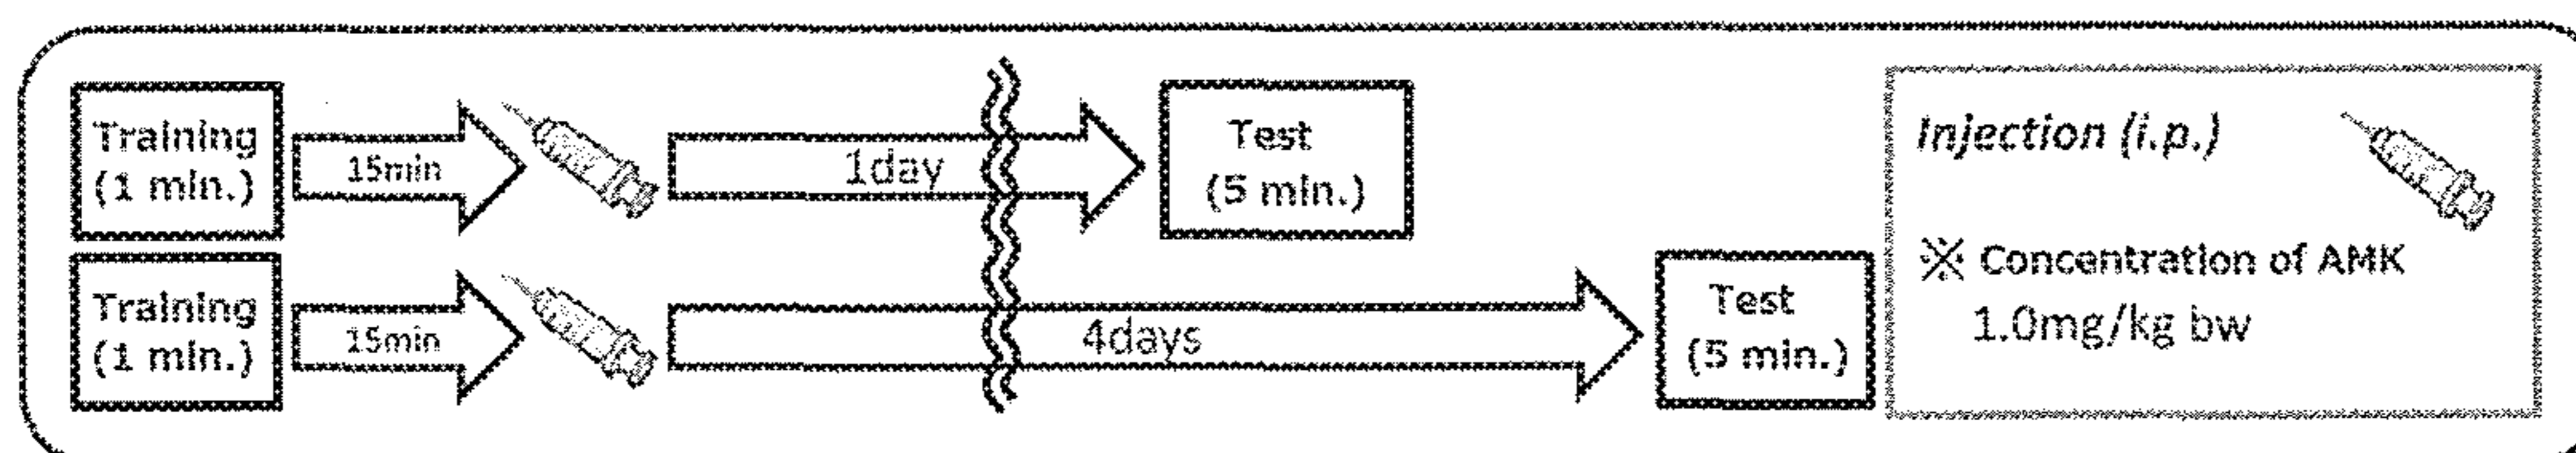 Training
(1 min.)
15min
1day
Test
(5 min.)
Training
(1 min.)
15min
4days
Test
(5 min.)
Injection (i.p.)
※ Concentration of AMK
1.0mg/kg bw